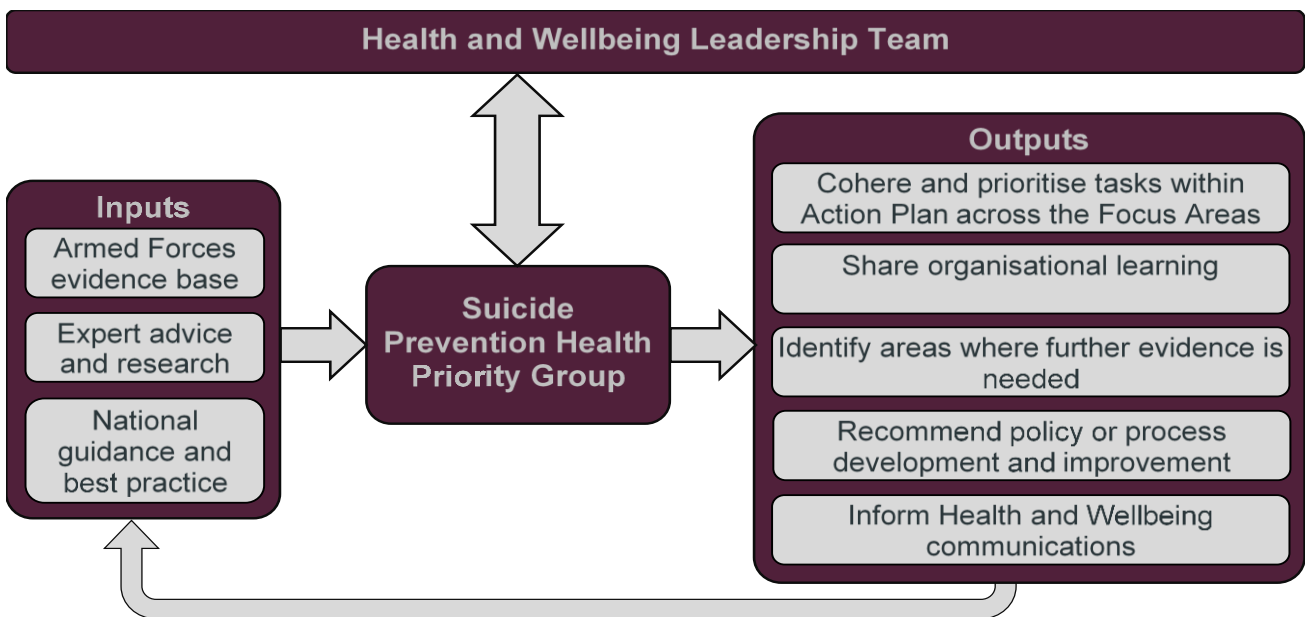 Health and Wellbeing Leadership Team
Inputs
Armed Forces
evidence base
Expert advice
and research
National
guidance and
best practice
Suicide
Prevention Health
Priority Group
Outputs
Cohere and prioritise tasks within
Action Plan across the Focus Areas
Share organisational learning
Identify areas where further evidence is
needed
Recommend policy or process
development and improvement
Inform Health and Wellbeing
communications